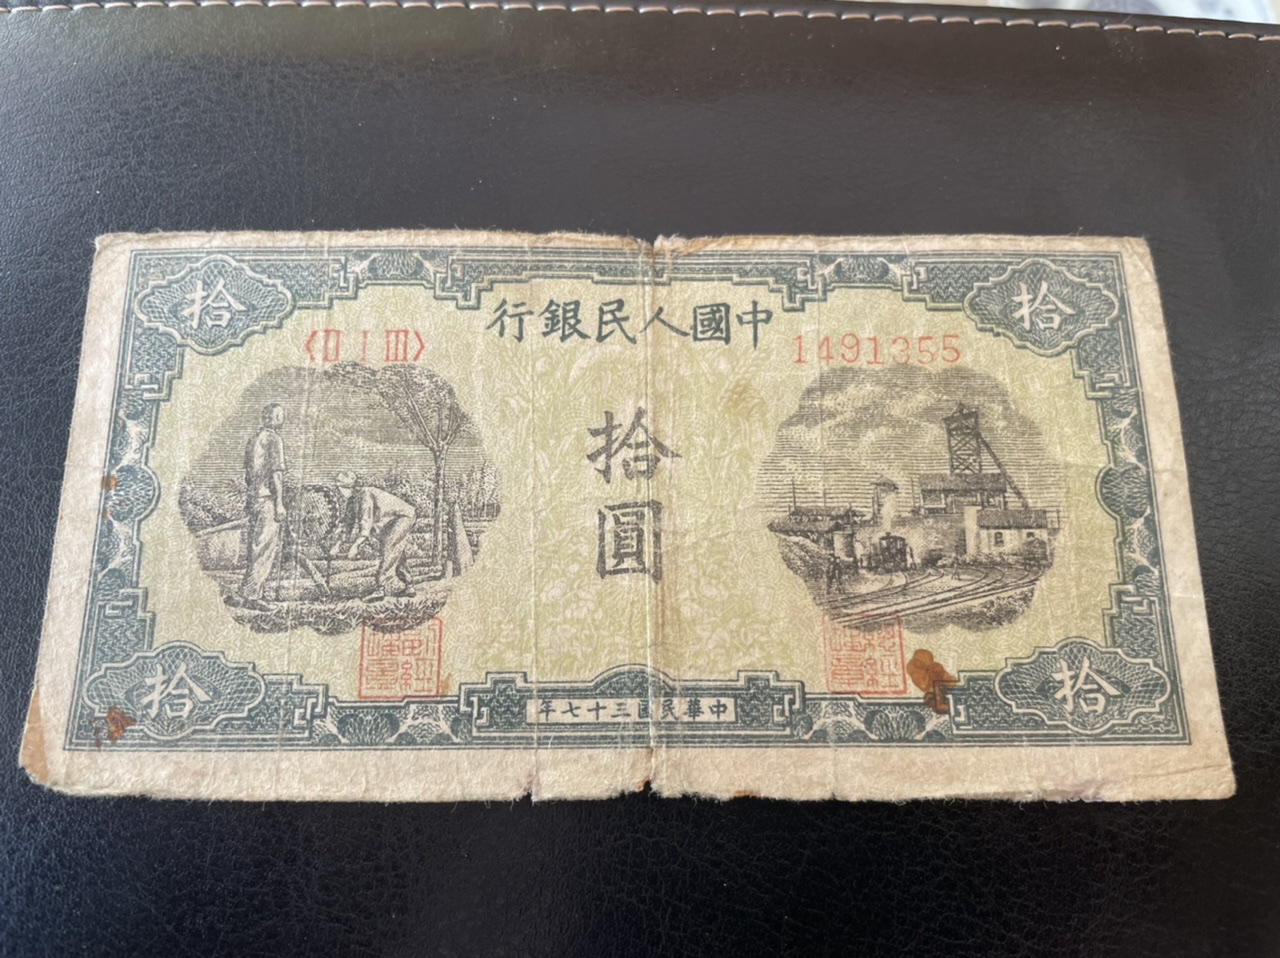 拾 拾
行銀民人國中
〈II I III〉 1491355
拾
圓
拾 拾
年七十三國民華中